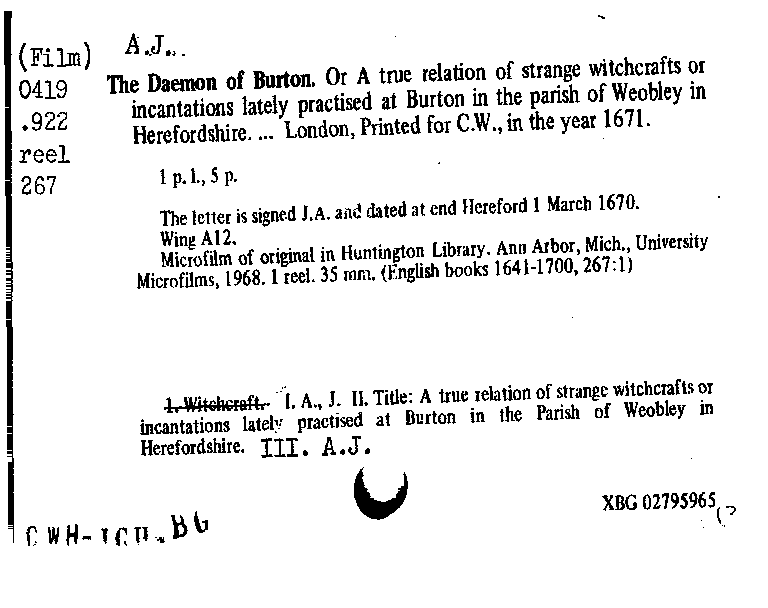 A.J.
(Film)
0419
.922
reel
267
The Daemon of Burton. Or A true relation of strange witchcrafts or
incantations lately practised at Burton in the parish of Weobley in
Herefordshire. ... London, Printed for C.W., in the year 1671.
1 p.l., 5 p.
The letter is signed J.A. and dated at end Hereford 1 March 1670.
Wing A12.
Microfilm of original in Huntington Library. Ann Arbor, Mich., University
Microfilms, 1968. 1 reel. 35 mm. (English books 1641-1700, 267:1)
1. Witchcraft. I. A., J. II. Title: A true relation of strange witchcrafts or
incantations lately practised at Burton in the Parish of Weobley in
Herefordshire. III. A.J.
XBG 02795965
BG